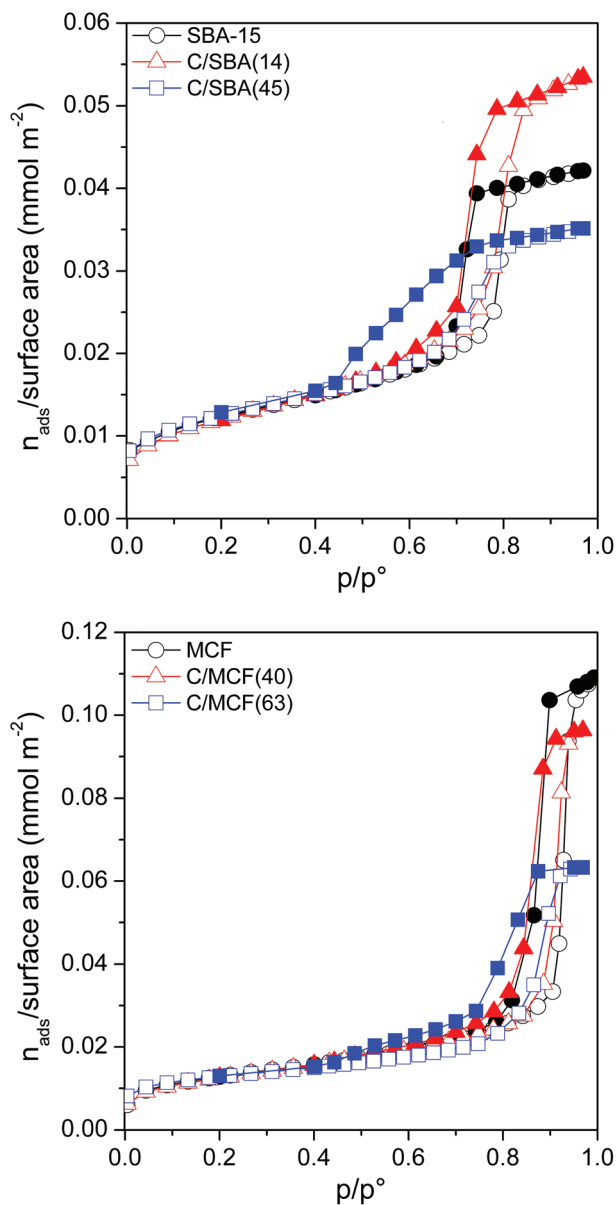 0.06
SBA-15
C/SBA(14)
C/SBA(45)
0.05
0.04
0.03
0.02
0.01
0.00
n_ads/surface area (mmol m⁻²)
0.0 0.2 0.4 0.6 0.8 1.0
p/p°
0.12
MCF
C/MCF(40)
C/MCF(63)
0.10
0.08
0.06
0.04
0.02
0.00
n_ads/surface area (mmol m⁻²)
0.0 0.2 0.4 0.6 0.8 1.0
p/p°